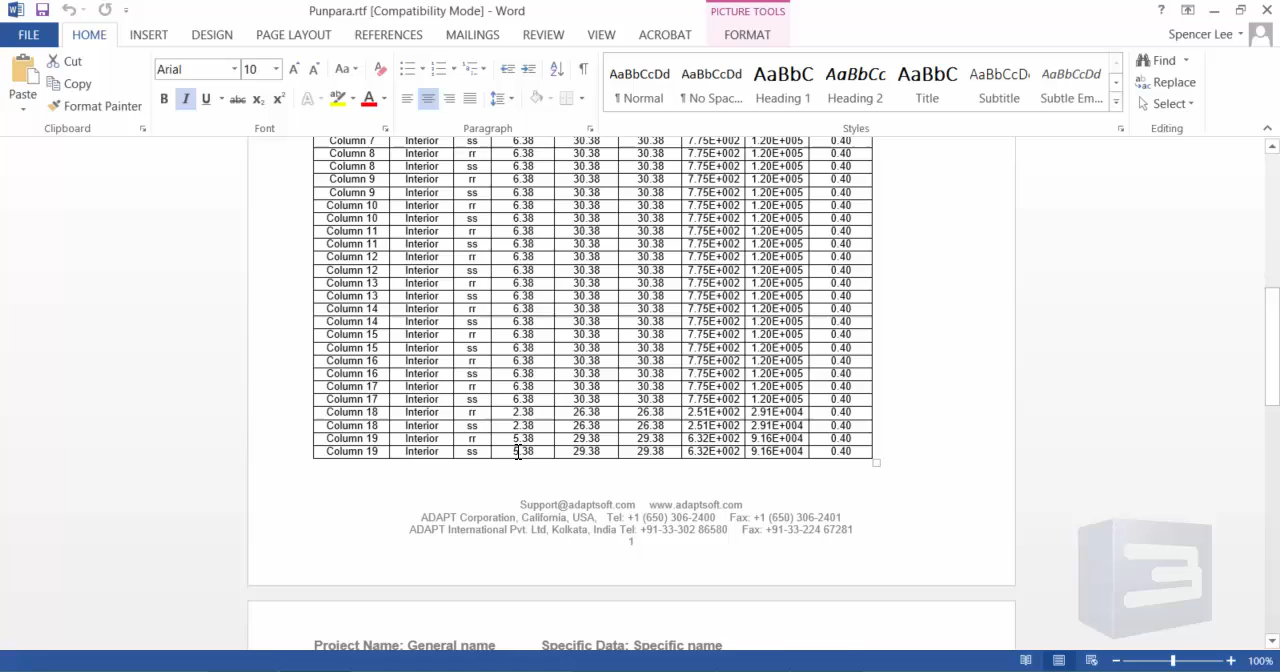 Punpara.rtf [Compatibility Mode] - Word
PICTURE TOOLS
?
FILE HOME INSERT DESIGN PAGE LAYOUT REFERENCES MAILINGS REVIEW VIEW ACROBAT FORMAT
Spencer Lee
Paste
Cut
Copy
Format Painter
Clipboard
Arial 10
Aa
B I U abc X₂ X²
A A
Font
Paragraph
AaBbCcDd AaBbCcDd AaBbC AaBbCc AaBbC AaBbCcD AaBbCcDd
¶ Normal ¶ No Spac... Heading 1 Heading 2 Title Subtitle Subtle Em...
Styles
Find
Replace
Select
Editing
Column 7 Interior ss 6.38 30.38 30.38 7.75E+002 1.20E+005 0.40
Column 8 Interior rr 6.38 30.38 30.38 7.75E+002 1.20E+005 0.40
Column 8 Interior ss 6.38 30.38 30.38 7.75E+002 1.20E+005 0.40
Column 9 Interior rr 6.38 30.38 30.38 7.75E+002 1.20E+005 0.40
Column 9 Interior ss 6.38 30.38 30.38 7.75E+002 1.20E+005 0.40
Column 10 Interior rr 6.38 30.38 30.38 7.75E+002 1.20E+005 0.40
Column 10 Interior ss 6.38 30.38 30.38 7.75E+002 1.20E+005 0.40
Column 11 Interior rr 6.38 30.38 30.38 7.75E+002 1.20E+005 0.40
Column 11 Interior ss 6.38 30.38 30.38 7.75E+002 1.20E+005 0.40
Column 12 Interior rr 6.38 30.38 30.38 7.75E+002 1.20E+005 0.40
Column 12 Interior ss 6.38 30.38 30.38 7.75E+002 1.20E+005 0.40
Column 13 Interior rr 6.38 30.38 30.38 7.75E+002 1.20E+005 0.40
Column 13 Interior ss 6.38 30.38 30.38 7.75E+002 1.20E+005 0.40
Column 14 Interior rr 6.38 30.38 30.38 7.75E+002 1.20E+005 0.40
Column 14 Interior ss 6.38 30.38 30.38 7.75E+002 1.20E+005 0.40
Column 15 Interior rr 6.38 30.38 30.38 7.75E+002 1.20E+005 0.40
Column 15 Interior ss 6.38 30.38 30.38 7.75E+002 1.20E+005 0.40
Column 16 Interior rr 6.38 30.38 30.38 7.75E+002 1.20E+005 0.40
Column 16 Interior ss 6.38 30.38 30.38 7.75E+002 1.20E+005 0.40
Column 17 Interior rr 6.38 30.38 30.38 7.75E+002 1.20E+005 0.40
Column 17 Interior ss 6.38 30.38 30.38 7.75E+002 1.20E+005 0.40
Column 18 Interior rr 2.38 26.38 26.38 2.51E+002 2.91E+004 0.40
Column 18 Interior ss 2.38 26.38 26.38 2.51E+002 2.91E+004 0.40
Column 19 Interior rr 5.38 29.38 29.38 6.32E+002 9.16E+004 0.40
Column 19 Interior ss 5.38 29.38 29.38 6.32E+002 9.16E+004 0.40
Support@adaptsoft.com www.adaptsoft.com
ADAPT Corporation, California, USA, Tel: +1 (650) 306-2400 Fax: +1 (650) 306-2401
ADAPT International Pvt. Ltd, Kolkata, India Tel: +91-33-302 86580 Fax: +91-33-224 67281
1
Project Name: General name Specific Data: Specific name
100%